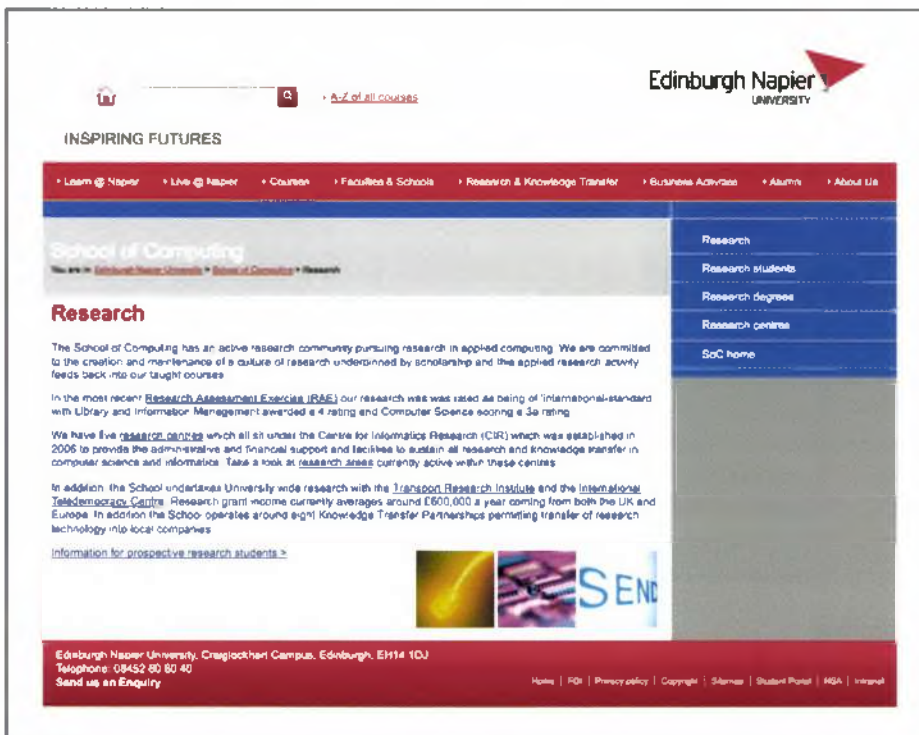 Edinburgh Napier
UNIVERSITY
A-Z of all courses
INSPIRING FUTURES
Learn @ Napier Live @ Napier Courses Faculties & Schools Research & Knowledge Transfer Business Activities Alumni About Us
School of Computing
You are in: Edinburgh Napier University > School of Computing > Research
Research
Research students
Research degrees
Research centres
SoC home
Research
The School of Computing has an active research community pursuing research in applied computing. We are committed
to the creation and maintenance of a culture of research underpinned by scholarship and this applied research activity
feeds back into our taught courses
In the most recent Research Assessment Exercise (RAE) our research was was rated as being of 'international-standard
with Library and Information Management awarded a 4 rating and Computer Science scoring a 3a rating
We have five research centres which all sit under the Centre for Informatics Research (CIR) which was established in
2006 to provide the administrative and financial support and facilities to sustain all research and knowledge transfer in
computer science and informatics. Take a look at research areas currently active within these centres
In addition, the School undertakes University wide research with the Transport Research Institute and the International
Teledemocracy Centre. Research grant income currently averages around £600,000 a year coming from both the UK and
Europe. In addition the School operates around eight Knowledge Transfer Partnerships permitting transfer of research
technology into local companies
Information for prospective research students >
SEND
Edinburgh Napier University, Craiglockhart Campus, Edinburgh, EH14 1DJ
Telephone: 08452 60 60 40
Send us an Enquiry
Home | FOI | Privacy policy | Copyright | Sitemap | Student Portal | NSA | Intranet